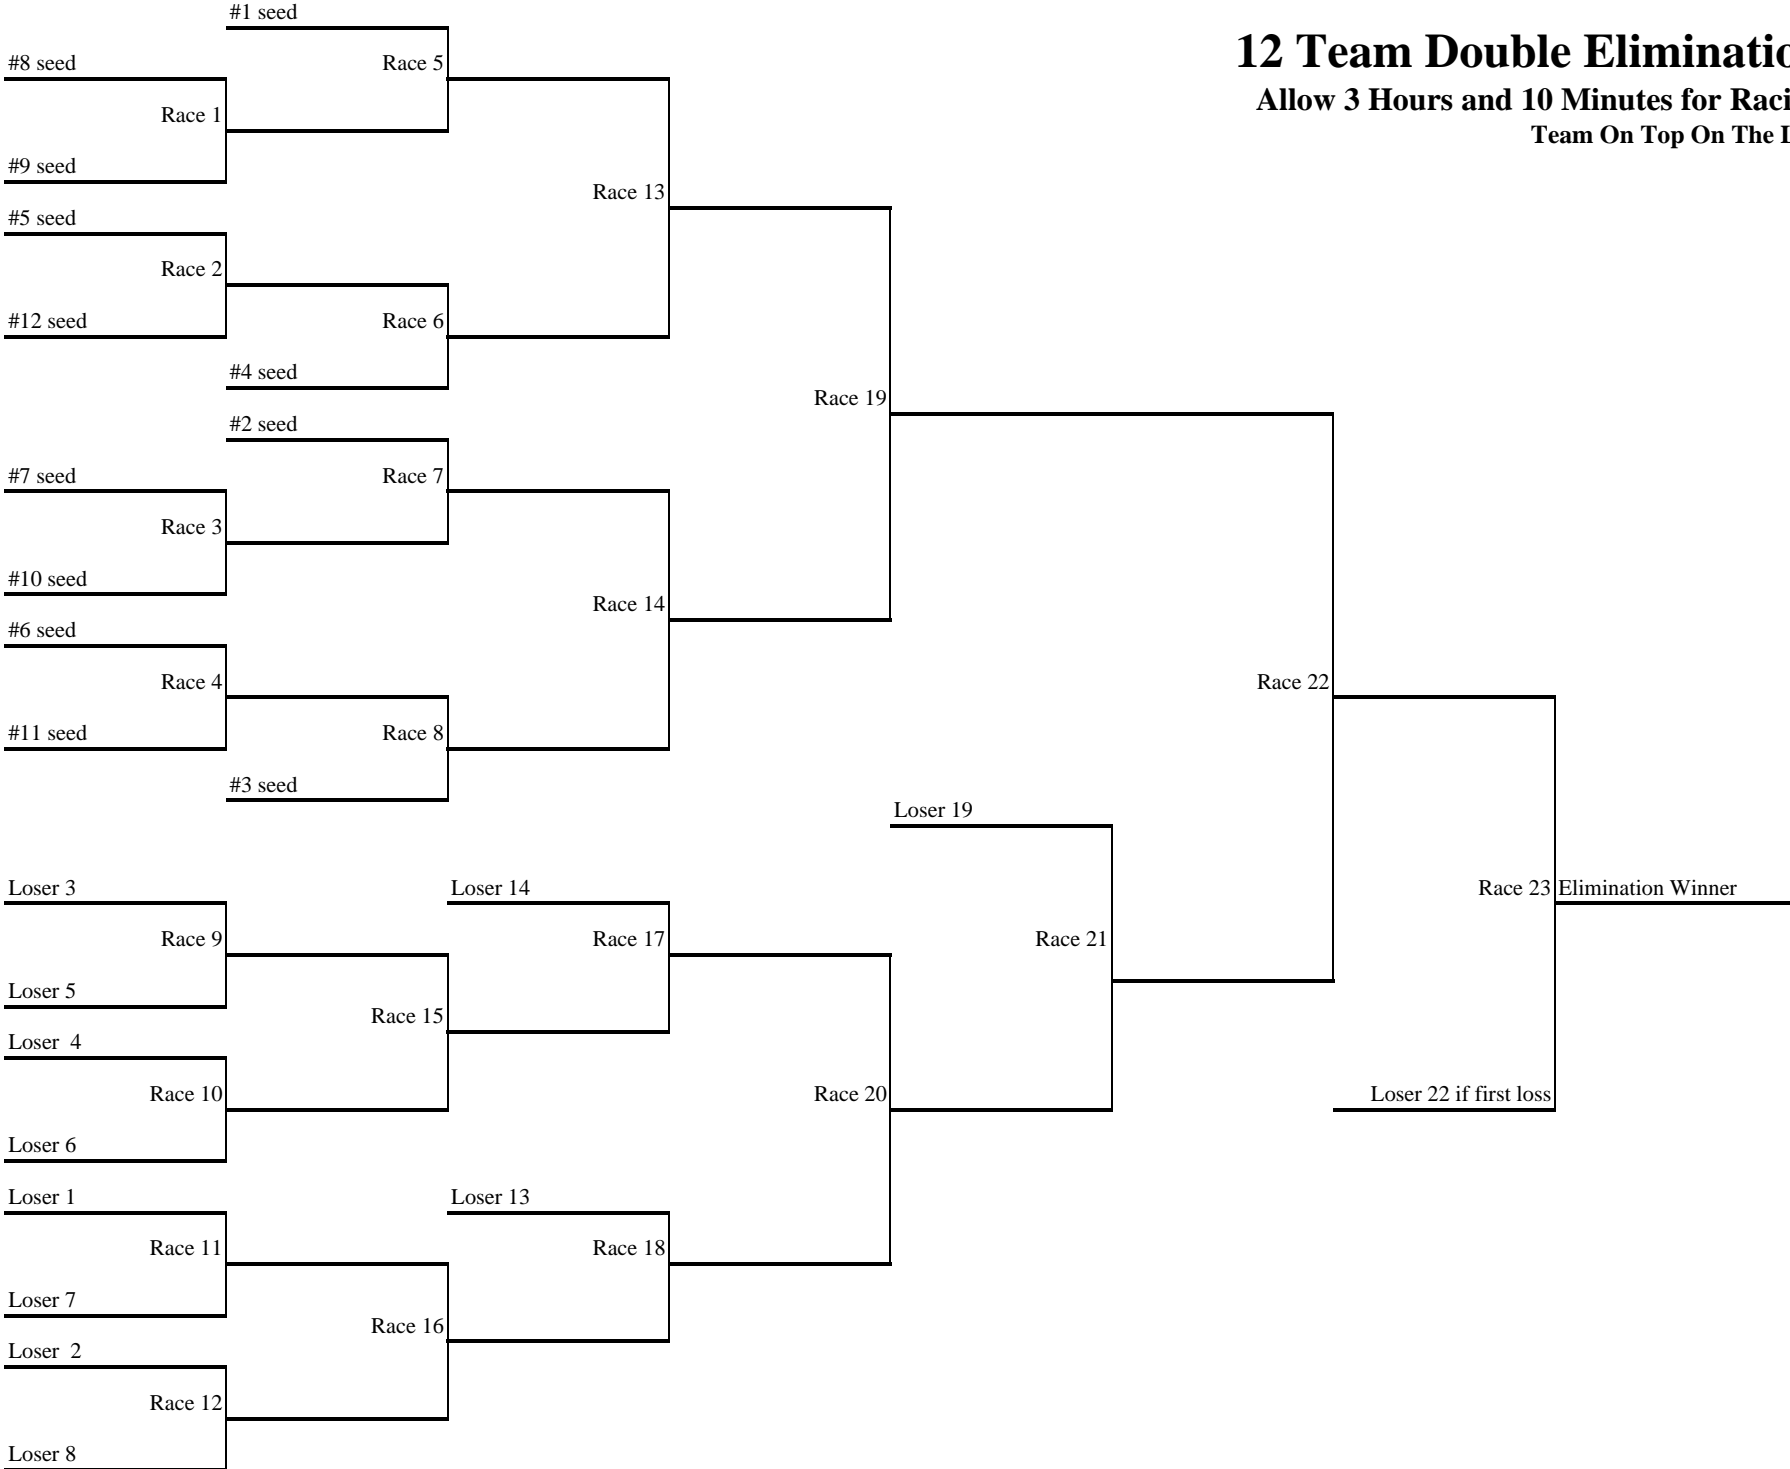 #1 seed
12 Team Double Eliminatio
Allow 3 Hours and 10 Minutes for Raci
Team On Top On The L
#8 seed
Race 5
Race 1
#9 seed
Race 13
#5 seed
Race 2
#12 seed
Race 6
#4 seed
Race 19
#2 seed
#7 seed
Race 7
Race 3
#10 seed
Race 14
#6 seed
Race 4
Race 22
#11 seed
Race 8
#3 seed
Loser 19
Loser 3
Loser 14
Race 23
Elimination Winner
Race 9
Race 17
Race 21
Loser 5
Race 15
Loser  4
Race 10
Race 20
Loser 22 if first loss
Loser 6
Loser 1
Loser 13
Race 11
Race 18
Loser 7
Race 16
Loser  2
Race 12
Loser 8